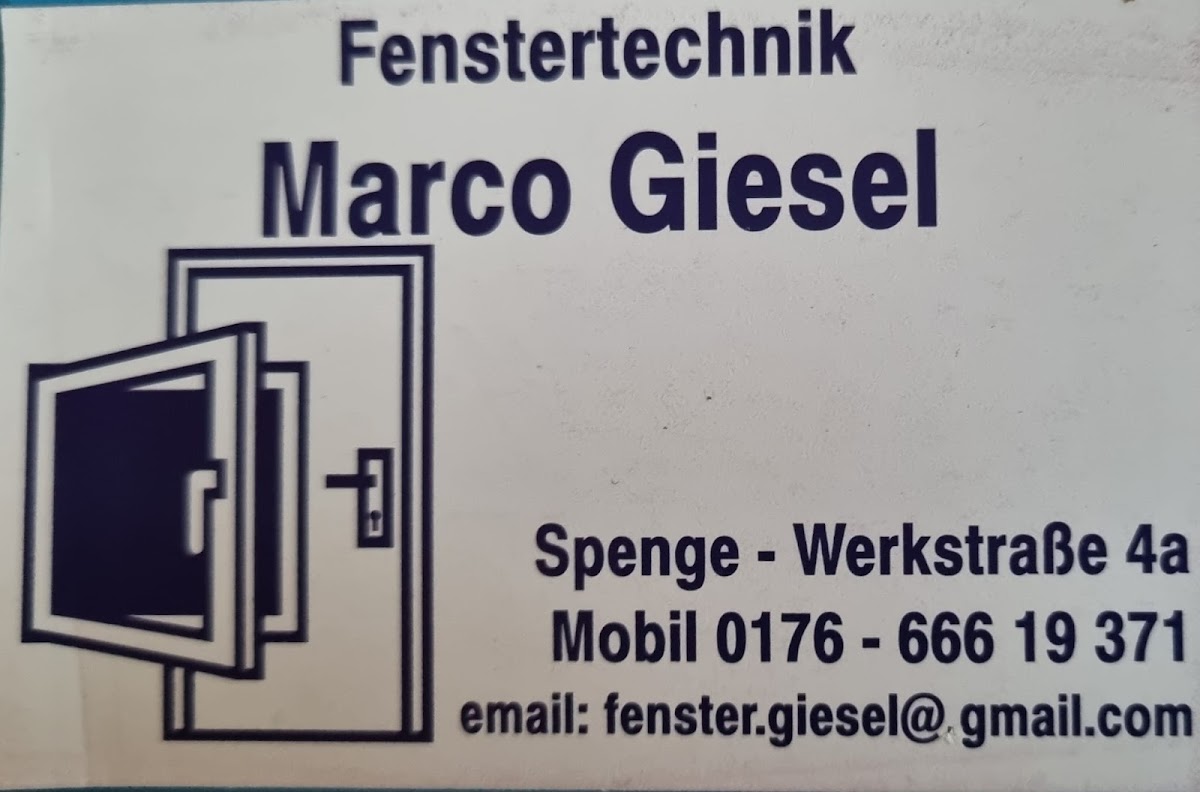 Fenstertechnik
Marco Giesel
Spenge - Werkstraße 4a
Mobil 0176 - 666 19 371
email: fenster.giesel@gmail.com